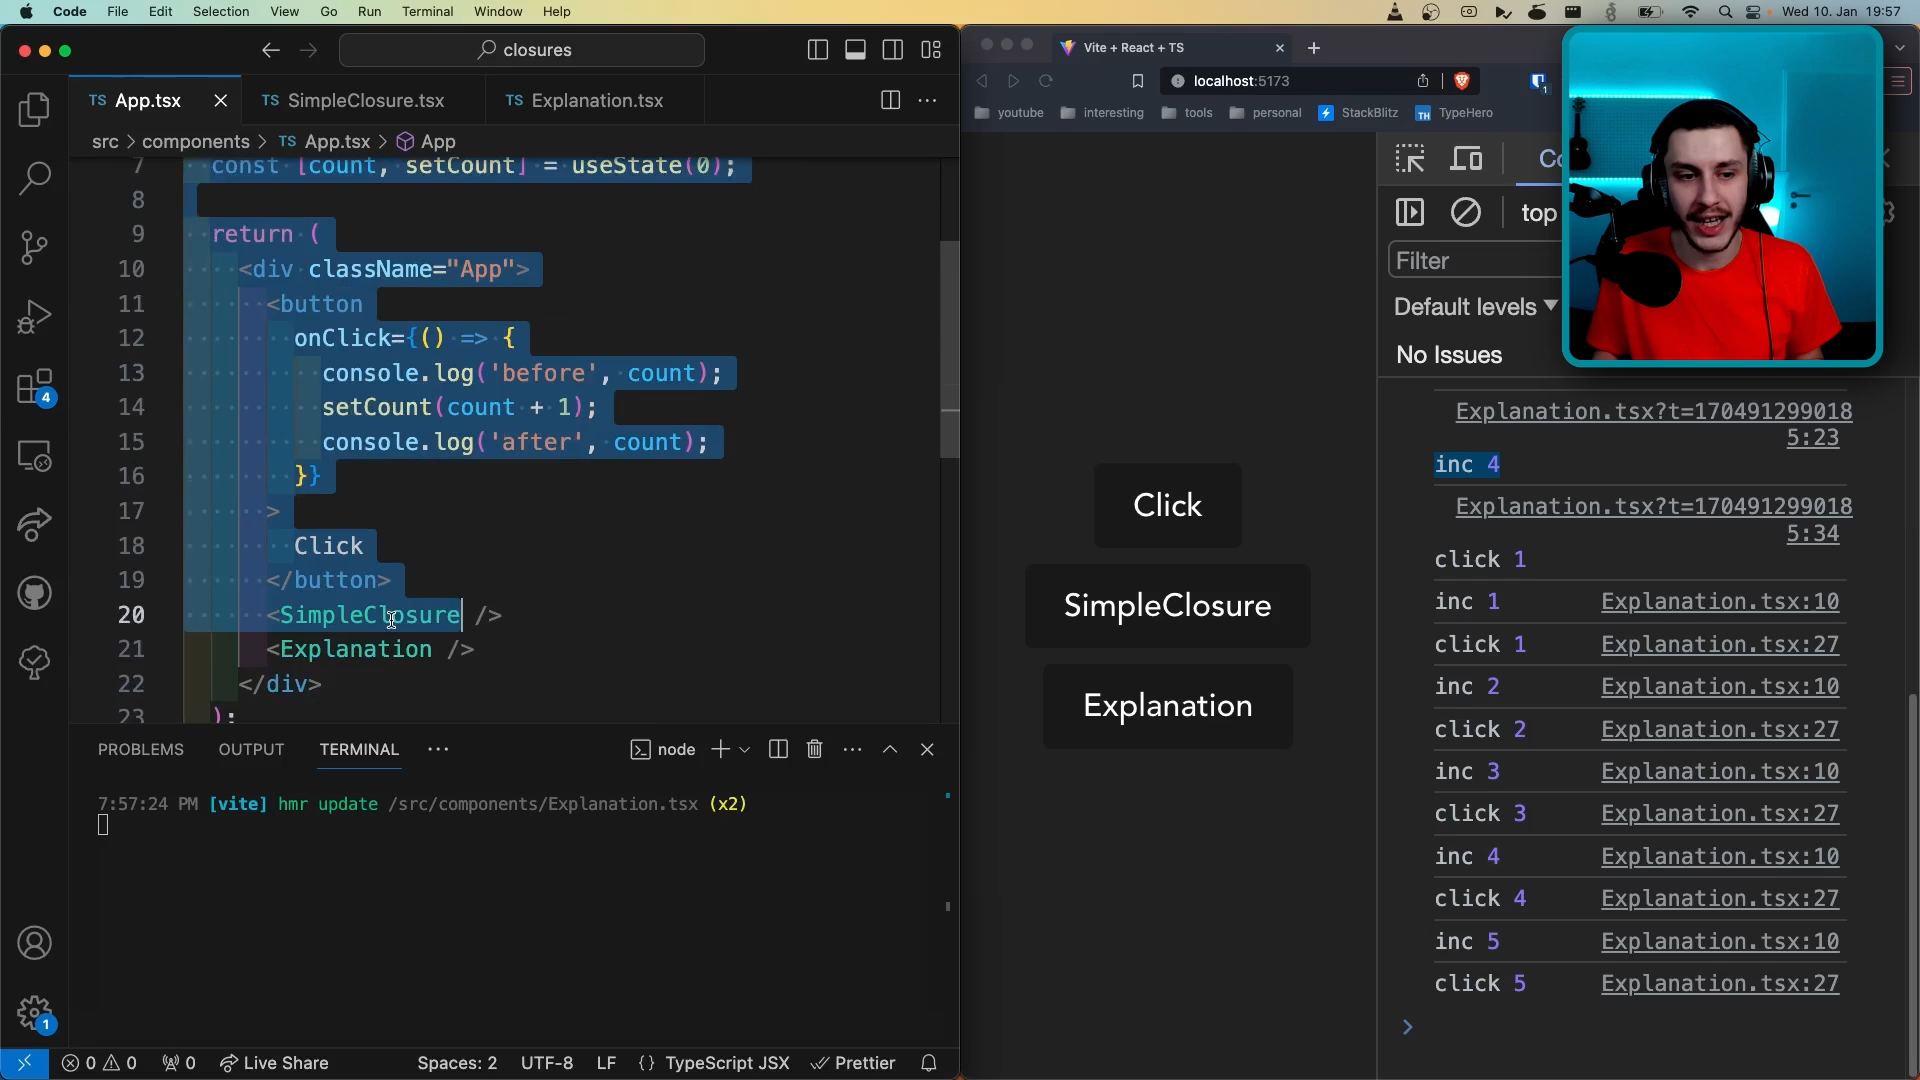 Code File Edit Selection View Go Run Terminal Window Help
Wed 10. Jan 19:57
closures
TS App.tsx
TS SimpleClosure.tsx
TS Explanation.tsx
src > components > TS App.tsx > App
7 const [count, setCount] = useState(0);
8
9 return (
10 <div className="App">
11 <button
12 onClick={() => {
13 console.log('before', count);
14 setCount(count + 1);
15 console.log('after', count);
16 }}
17 >
18 Click
19 </button>
20 <SimpleClosure />
21 <Explanation />
22 </div>
23 );
4
1
PROBLEMS OUTPUT TERMINAL ...
node
7:57:24 PM [vite] hmr update /src/components/Explanation.tsx (x2)
0 0 0 Live Share Spaces: 2 UTF-8 LF {} TypeScript JSX Prettier
Vite + React + TS
localhost:5173
1
youtube interesting tools personal StackBlitz TH TypeHero
Click
SimpleClosure
Explanation
top
Filter
Default levels
No Issues
Explanation.tsx?t=170491299018
5:23
inc 4
Explanation.tsx?t=170491299018
5:34
click 1
inc 1 Explanation.tsx:10
click 1 Explanation.tsx:27
inc 2 Explanation.tsx:10
click 2 Explanation.tsx:27
inc 3 Explanation.tsx:10
click 3 Explanation.tsx:27
inc 4 Explanation.tsx:10
click 4 Explanation.tsx:27
inc 5 Explanation.tsx:10
click 5 Explanation.tsx:27